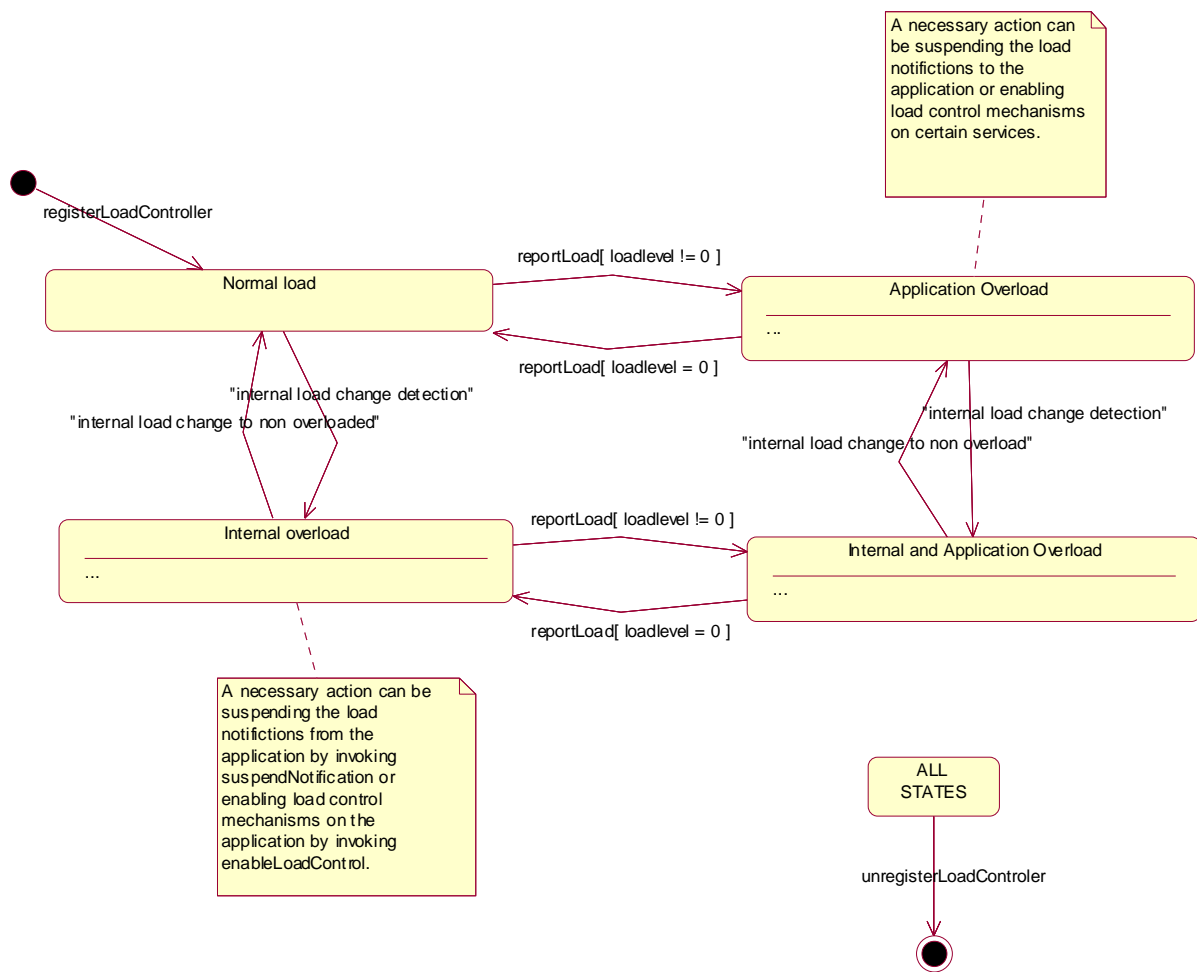 A necessary action can
be suspending the load
notifictions to the
application or enabling
load control mechanisms
on certain services.
registerLoadController
reportLoad[ loadlevel != 0 ]
Normal load
Application Overload
...
reportLoad[ loadlevel = 0 ]
"internal load change detection"
"internal load change to non overloaded"
"internal load change detection"
"internal load change to non overload"
reportLoad[ loadlevel != 0 ]
Internal overload
...
Internal and Application Overload
...
reportLoad[ loadlevel = 0 ]
A necessary action can be
suspending the load
notifictions from the
application by invoking
suspendNotification or
enabling load control
mechanisms on the
application by invoking
enableLoadControl.
ALL
STATES
unregisterLoadControler